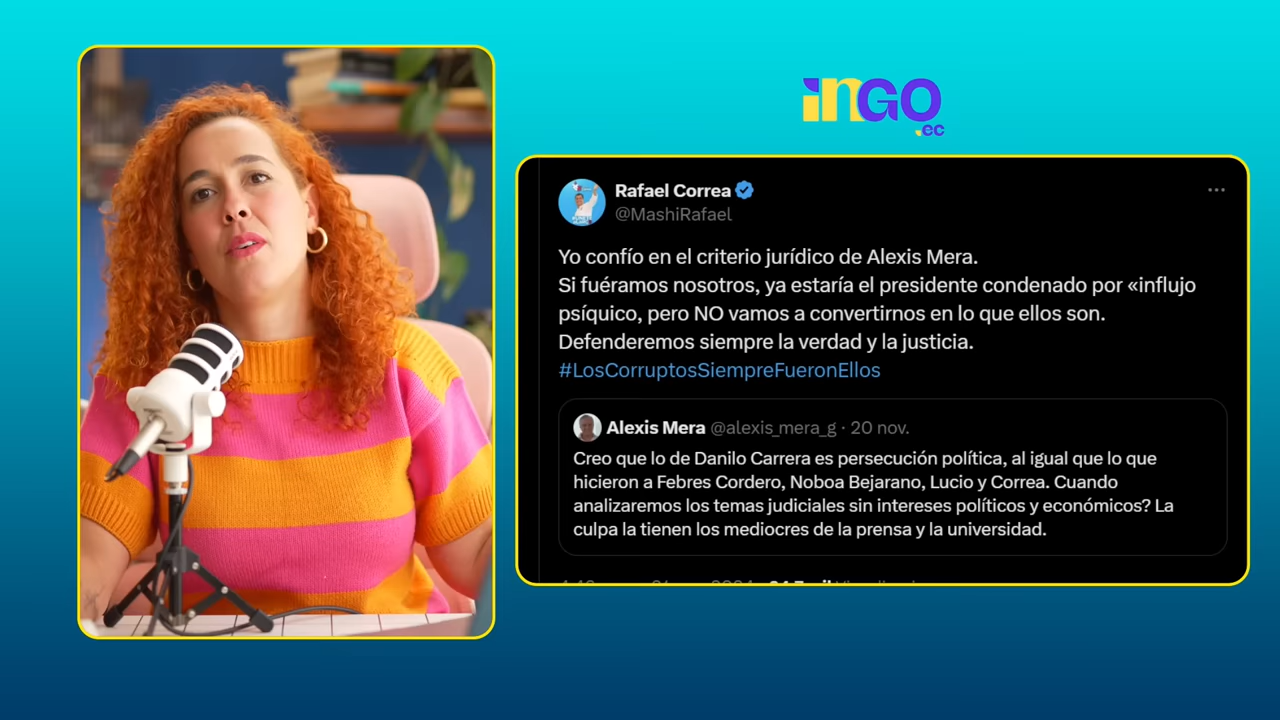 inGO
.ec
Rafael Correa
@MashiRafael
Yo confío en el criterio jurídico de Alexis Mera.
Si fuéramos nosotros, ya estaría el presidente condenado por «influjo
psíquico, pero NO vamos a convertirnos en lo que ellos son.
Defenderemos siempre la verdad y la justicia.
#LosCorruptosSiempreFueronEllos
Alexis Mera @alexis_mera_g · 20 nov.
Creo que lo de Danilo Carrera es persecución política, al igual que lo que
hicieron a Febres Cordero, Noboa Bejarano, Lucio y Correa. Cuando
analizaremos los temas judiciales sin intereses políticos y económicos? La
culpa la tienen los mediocres de la prensa y la universidad.